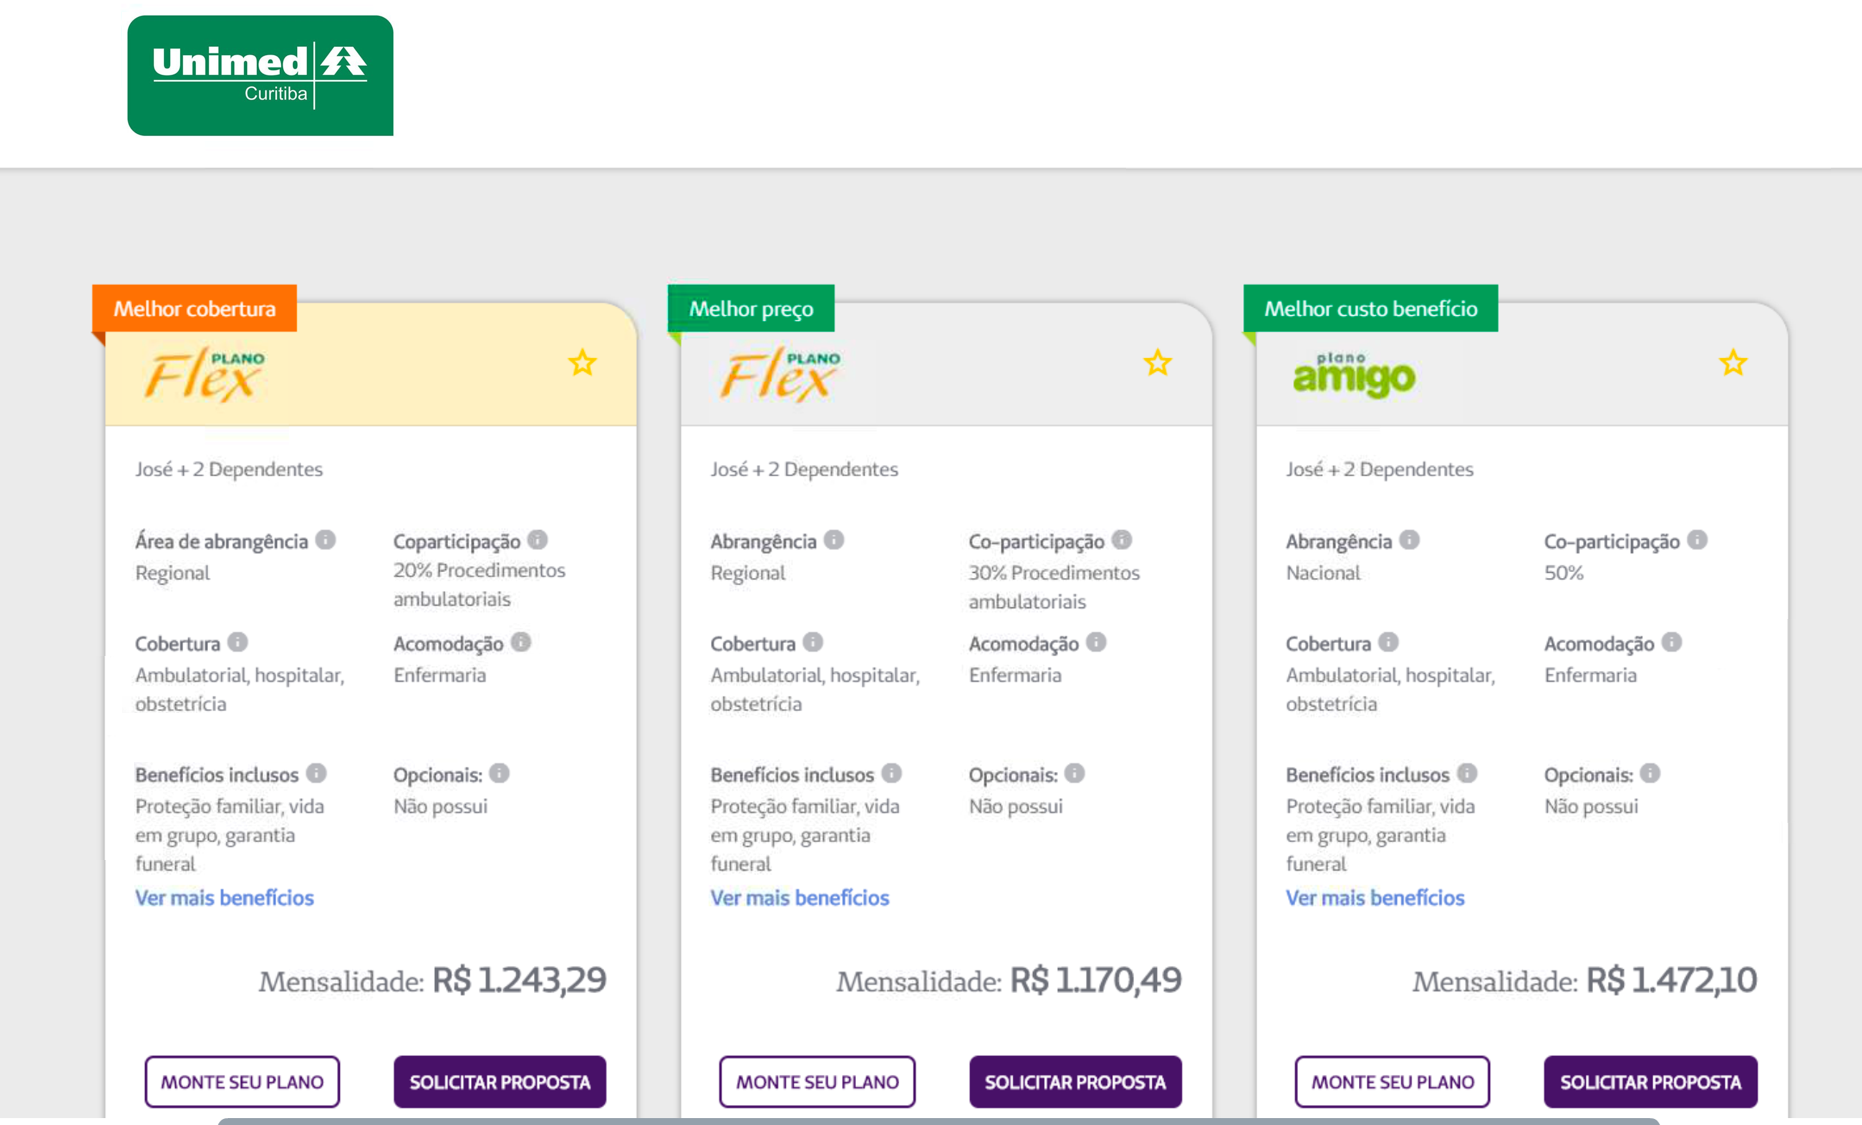 Unimed
Curitiba
Melhor cobertura
PLANO
Flex
José + 2 Dependentes
Área de abrangência
Regional
Coparticipação
20% Procedimentos
ambulatoriais
Cobertura
Ambulatorial, hospitalar,
obstetrícia
Acomodação
Enfermaria
Benefícios inclusos
Proteção familiar, vida
em grupo, garantia
funeral
Ver mais benefícios
Opcionais:
Não possui
Mensalidade: R$ 1.243,29
MONTE SEU PLANO
SOLICITAR PROPOSTA
Melhor preço
PLANO
Flex
José + 2 Dependentes
Abrangência
Regional
Co-participação
30% Procedimentos
ambulatoriais
Cobertura
Ambulatorial, hospitalar,
obstetrícia
Acomodação
Enfermaria
Benefícios inclusos
Proteção familiar, vida
em grupo, garantia
funeral
Ver mais benefícios
Opcionais:
Não possui
Mensalidade: R$ 1.170,49
MONTE SEU PLANO
SOLICITAR PROPOSTA
Melhor custo benefício
plano
amigo
José + 2 Dependentes
Abrangência
Nacional
Co-participação
50%
Cobertura
Ambulatorial, hospitalar,
obstetrícia
Acomodação
Enfermaria
Benefícios inclusos
Proteção familiar, vida
em grupo, garantia
funeral
Ver mais benefícios
Opcionais:
Não possui
Mensalidade: R$ 1.472,10
MONTE SEU PLANO
SOLICITAR PROPOSTA